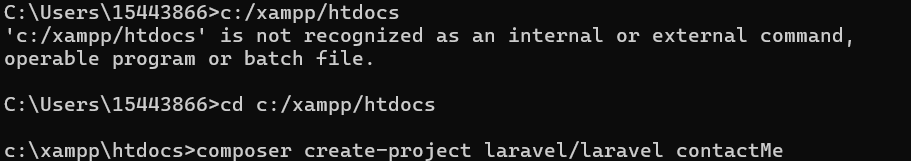 C:\Users\15443866>c:/xampp/htdocs
'c:/xampp/htdocs' is not recognized as an internal or external command,
operable program or batch file.
C:\Users\15443866>cd c:/xampp/htdocs
c:\xampp\htdocs>composer create-project laravel/laravel contactMe